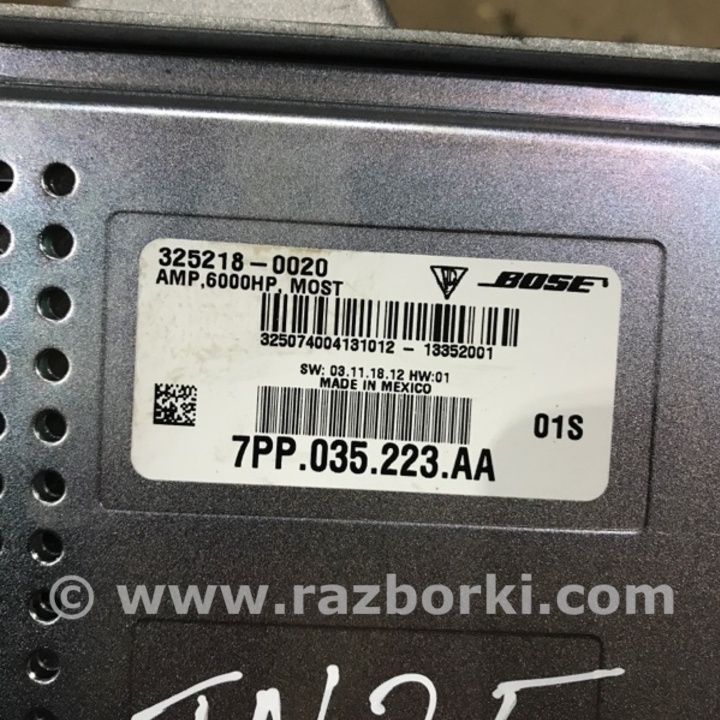 325218-0020
AMP,6000HP, MOST
BOSE
325074004131012 - 13352001
SW: 03.11.18.12 HW:01
MADE IN MEXICO
01S
7PP.035.223.AA
© www.razborki.com